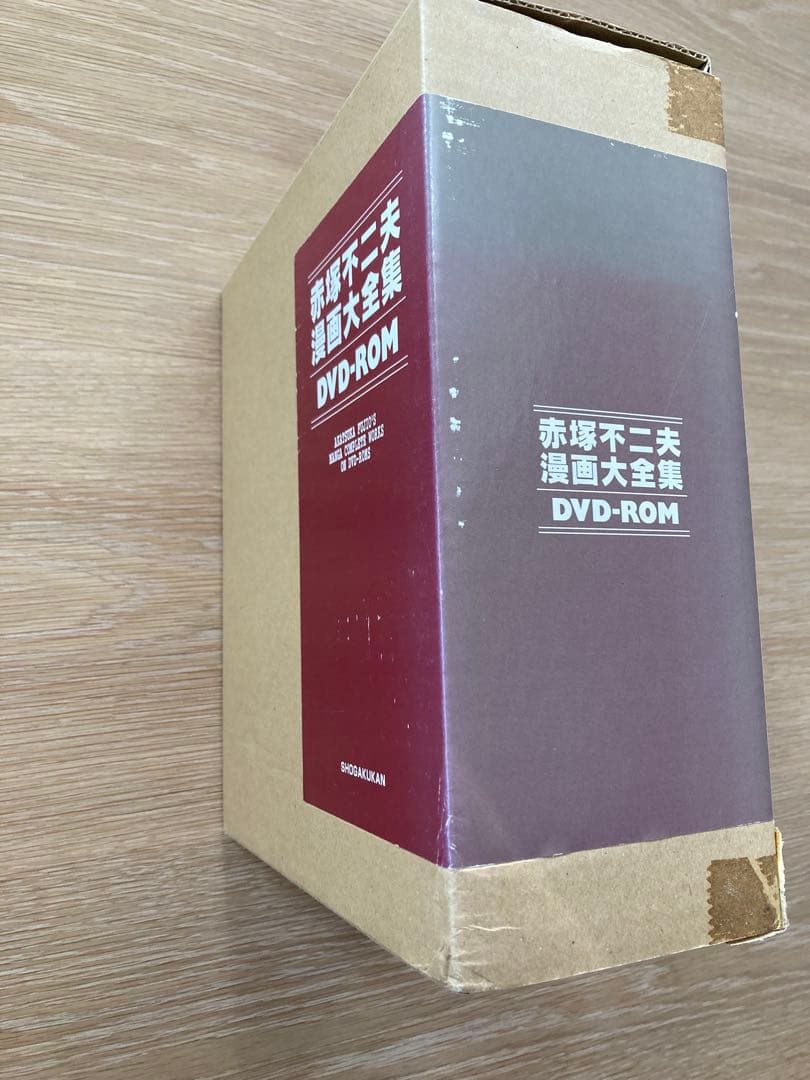 赤塚不二夫
漫画大全集
DVD-ROM
AKATSUKA FUJIO'S
MANGA COMPLETE WORKS
ON DVD-ROMS
SHOGAKUKAN
赤塚不二夫
漫画大全集
DVD-ROM